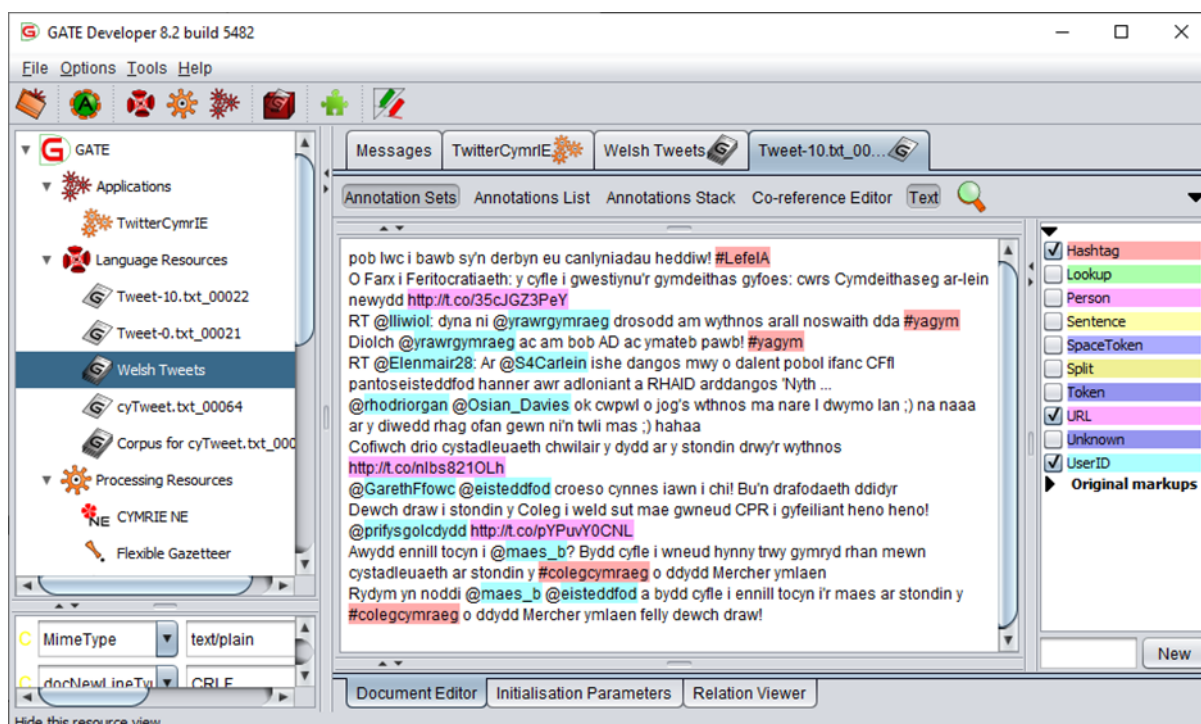 GATE Developer 8.2 build 5482
File Options Tools Help
GATE
Applications
TwitterCymrIE
Language Resources
Tweet-10.txt_00022
Tweet-0.txt_00021
Welsh Tweets
cyTweet.txt_00064
Corpus for cyTweet.txt_000
Processing Resources
NE CYMRIE NE
Flexible Gazetteer
C MimeType text/plain
C docNewLineTy CRLF
Hide this resource view
Messages TwitterCymrIE Welsh Tweets Tweet-10.txt_00...
Annotation Sets Annotations List Annotations Stack Co-reference Editor Text
pob lwc i bawb sy'n derbyn eu canlyniadau heddiw! #LefelA
O Farx i Feritocratiaeth: y cyfle i gwestiynu'r gymdeithas gyfoes: cwrs Cymdeithaseg ar-lein
newydd http://t.co/35cJGZ3PeY
RT @lliwiol: dyna ni @yrawrgymraeg drosodd am wythnos arall noswaith dda #yagym
Diolch @yrawrgymraeg ac am bob AD ac ymateb pawb! #yagym
RT @Elenmair28: Ar @S4Carlein ishe dangos mwy o dalent pobol ifanc CFfI
pantoseisteddfod hanner awr adloniant a RHAID arddangos 'Nyth ...
@rhodriorgan @Osian_Davies ok cwpwl o jog's wthnos ma nare I dwymo lan ;) na naaa
ar y diwedd rhag ofan gewn ni'n twli mas ;) hahaa
Cofiwch drio cystadleuaeth chwilair y dydd ar y stondin drwy'r wythnos
http://t.co/nIbs821OLh
@GarethFfowc @eisteddfod croeso cynnes iawn i chi! Bu'n drafodaeth ddidyr
Dewch draw i stondin y Coleg i weld sut mae gwneud CPR i gyfeiliant heno heno!
@prifysgolcdydd http://t.co/pYPuvY0CNL
Awydd ennill tocyn i @maes_b? Bydd cyfle i wneud hynny trwy gymryd rhan mewn
cystadleuaeth ar stondin y #colegcymraeg o ddydd Mercher ymlaen
Rydym yn noddi @maes_b @eisteddfod a bydd cyfle i ennill tocyn i'r maes ar stondin y
#colegcymraeg o ddydd Mercher ymlaen felly dewch draw!
Hashtag
Lookup
Person
Sentence
SpaceToken
Split
Token
URL
Unknown
UserID
Original markups
New
Document Editor Initialisation Parameters Relation Viewer